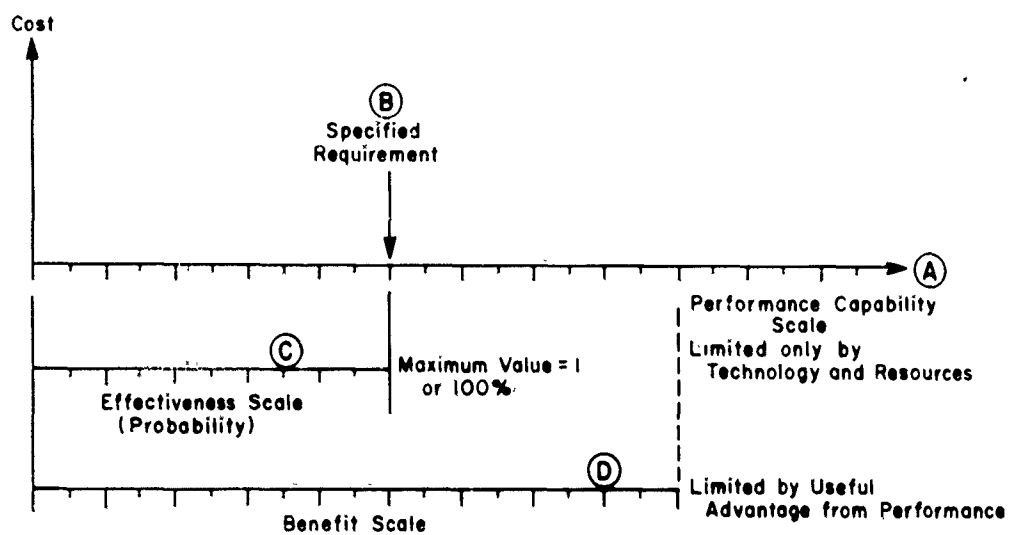 Cost
B
Specified
Requirement
A
Performance Capability
Scale
Limited only by
Technology and Resources
C
Maximum Value = 1
or 100%
Effectiveness Scale
(Probability)
D
Limited by Useful
Advantage from Performance
Benefit Scale